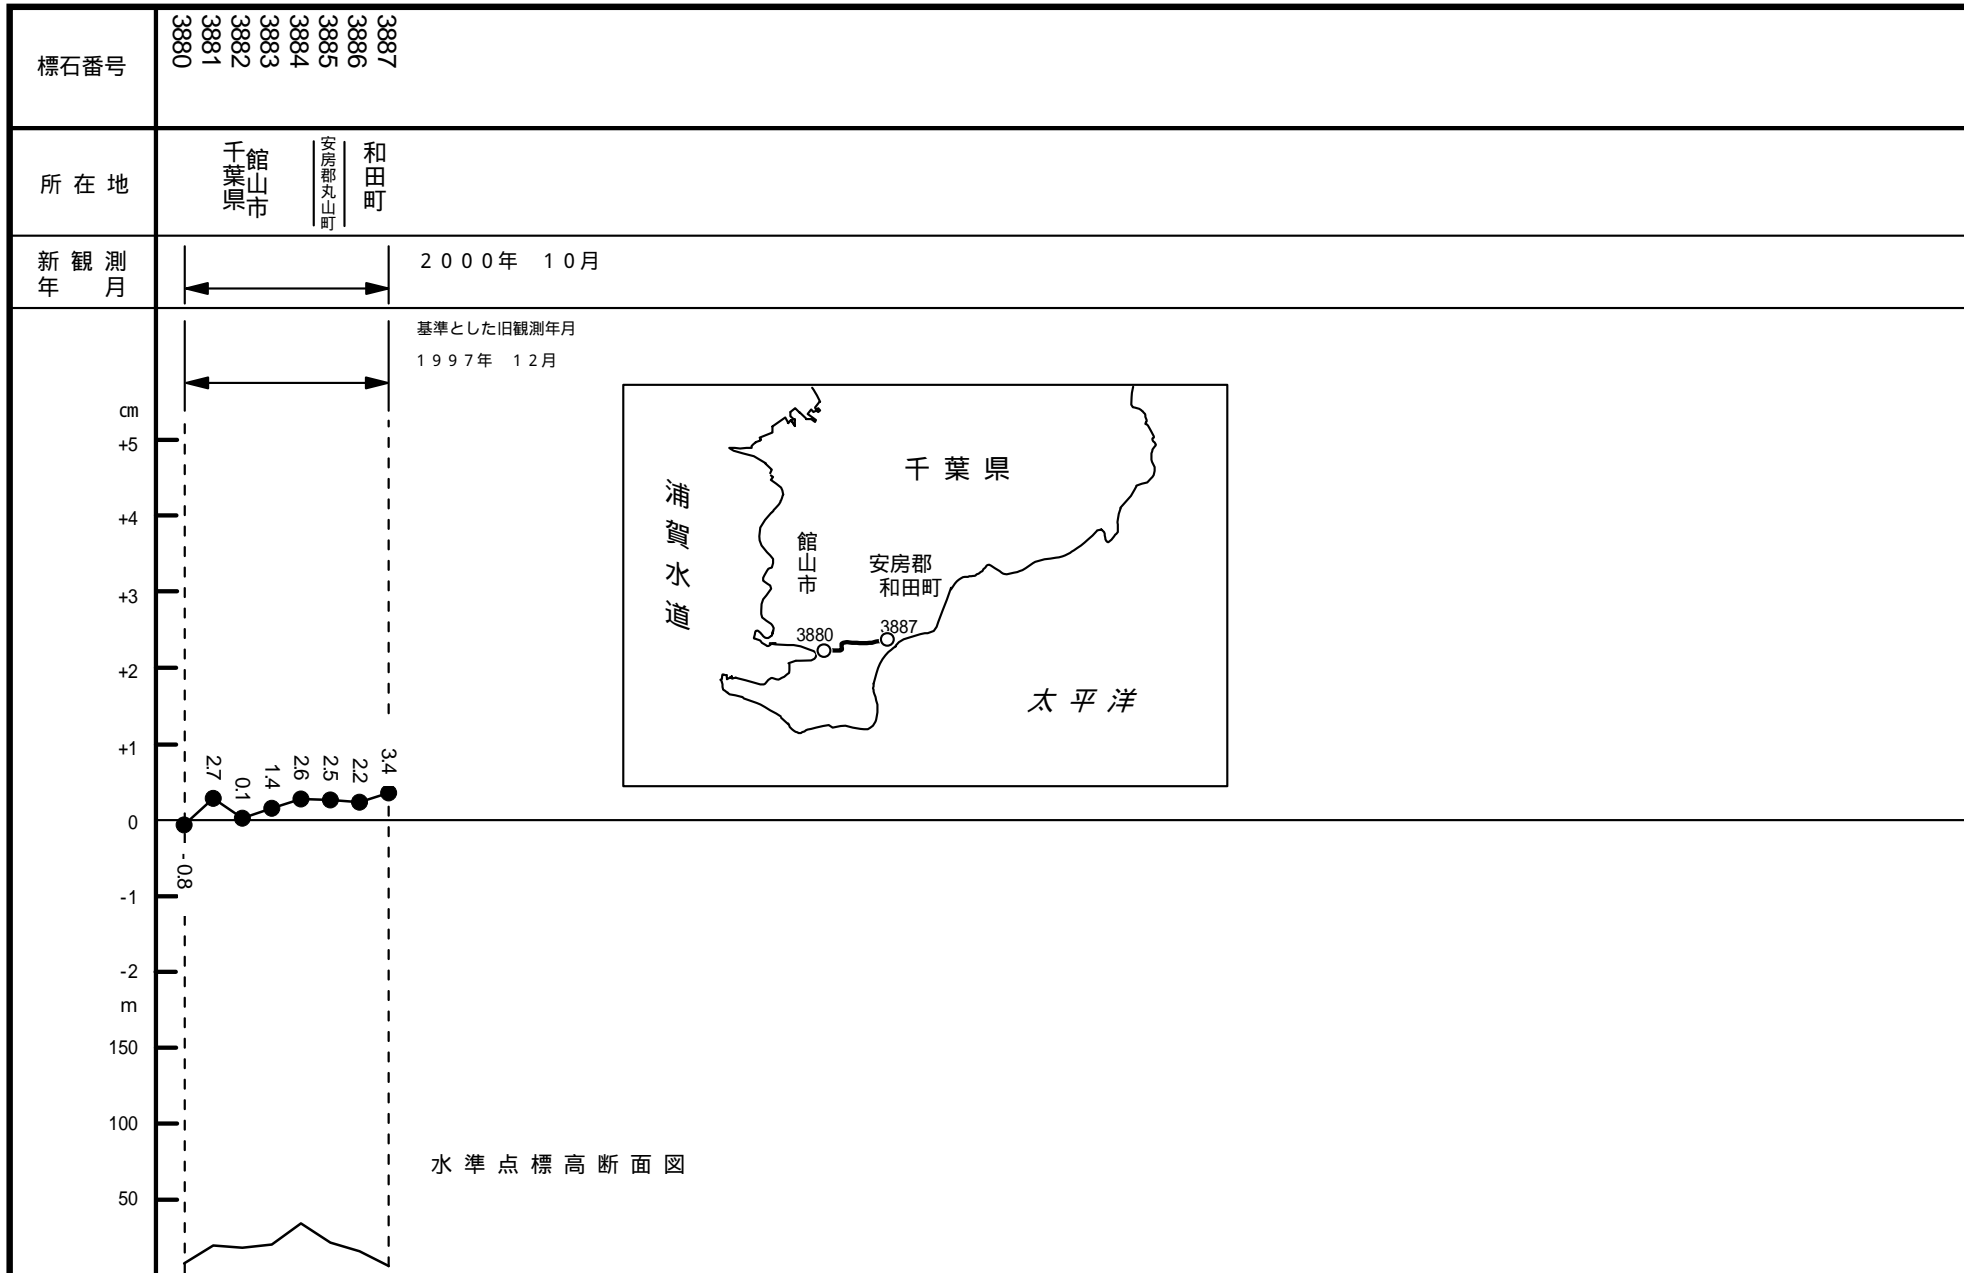 標石番号
3880
3881
3882
3883
3884
3885
3886
3887
所在地
千葉県
館山市
安房郡丸山町
和田町
新観測
年 月
2000年 10月
基準とした旧観測年月
1997年 12月
cm
+5
+4
+3
+2
+1
0
-1
-2
m
150
100
50
-0.8
2.7
0.1
1.4
2.6
2.5
2.2
3.4
千葉県
浦賀水道
館山市
安房郡
和田町
3880
3887
太平洋
水準点標高断面図